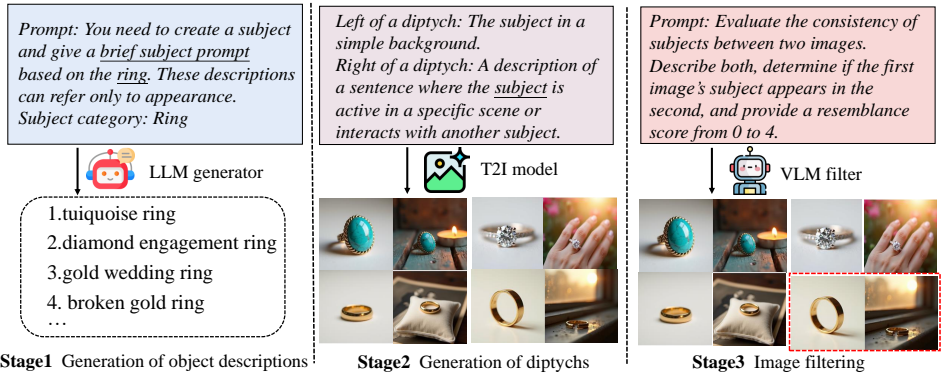 Prompt: You need to create a subject
and give a brief subject prompt
based on the ring. These descriptions
can refer only to appearance.
Subject category: Ring
LLM generator
1.tuiquoise ring
2.diamond engagement ring
3.gold wedding ring
4. broken gold ring
…
Stage1 Generation of object descriptions
Left of a diptych: The subject in a
simple background.
Right of a diptych: A description of
a sentence where the subject is
active in a specific scene or
interacts with another subject.
T2I model
Stage2 Generation of diptychs
Prompt: Evaluate the consistency of
subjects between two images.
Describe both, determine if the first
image's subject appears in the
second, and provide a resemblance
score from 0 to 4.
VLM filter
Stage3 Image filtering